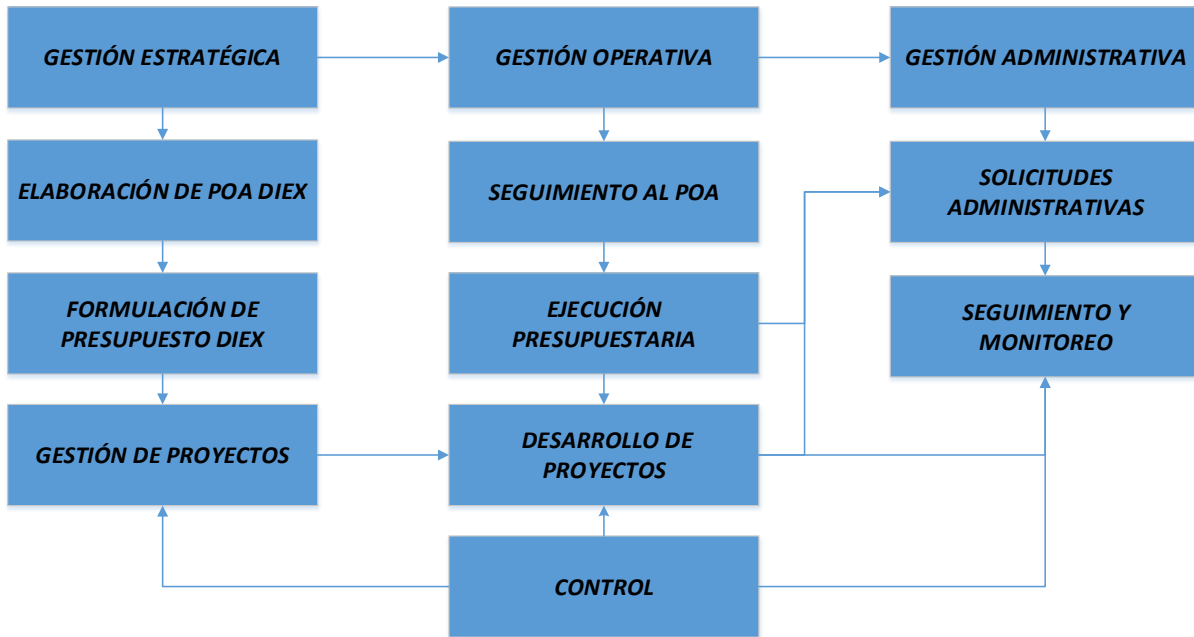 GESTIÓN ESTRATÉGICA
GESTIÓN OPERATIVA
GESTIÓN ADMINISTRATIVA
ELABORACIÓN DE POA DIEX
SEGUIMIENTO AL POA
SOLICITUDES
ADMINISTRATIVAS
FORMULACIÓN DE
PRESUPUESTO DIEX
EJECUCIÓN
PRESUPUESTARIA
SEGUIMIENTO Y
MONITOREO
GESTIÓN DE PROYECTOS
DESARROLLO DE
PROYECTOS
CONTROL